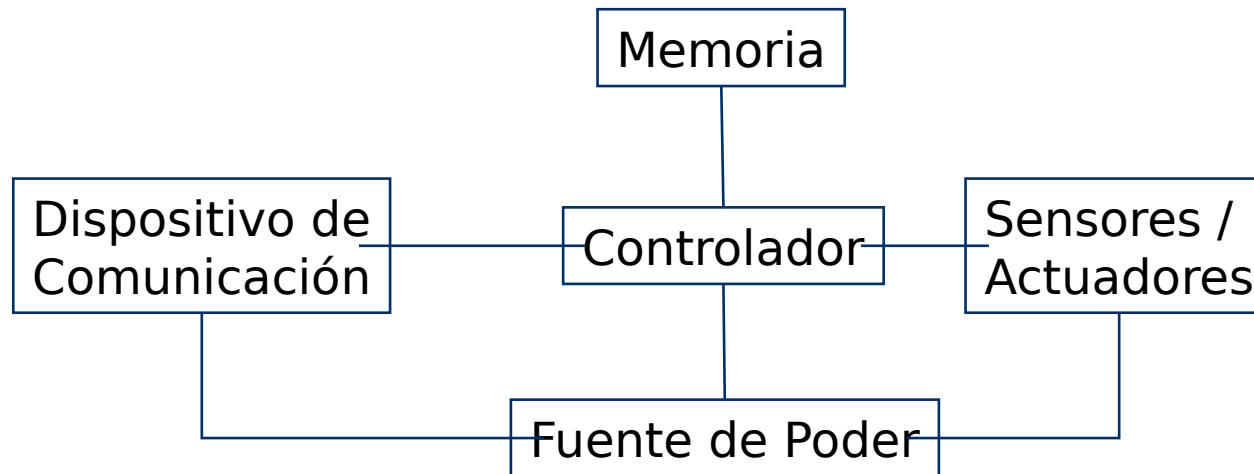 Memoria
Dispositivo de
Comunicación
Controlador
Sensores /
Actuadores
Fuente de Poder